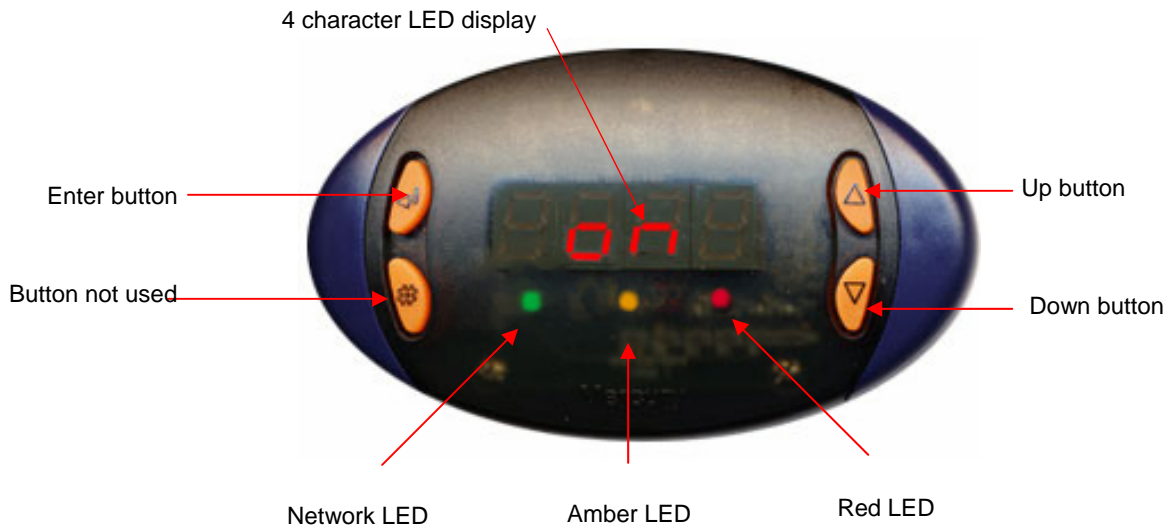 4 character LED display
Enter button
Up button
on
Button not used
Down button
Mercury
Network LED
Amber LED
Red LED